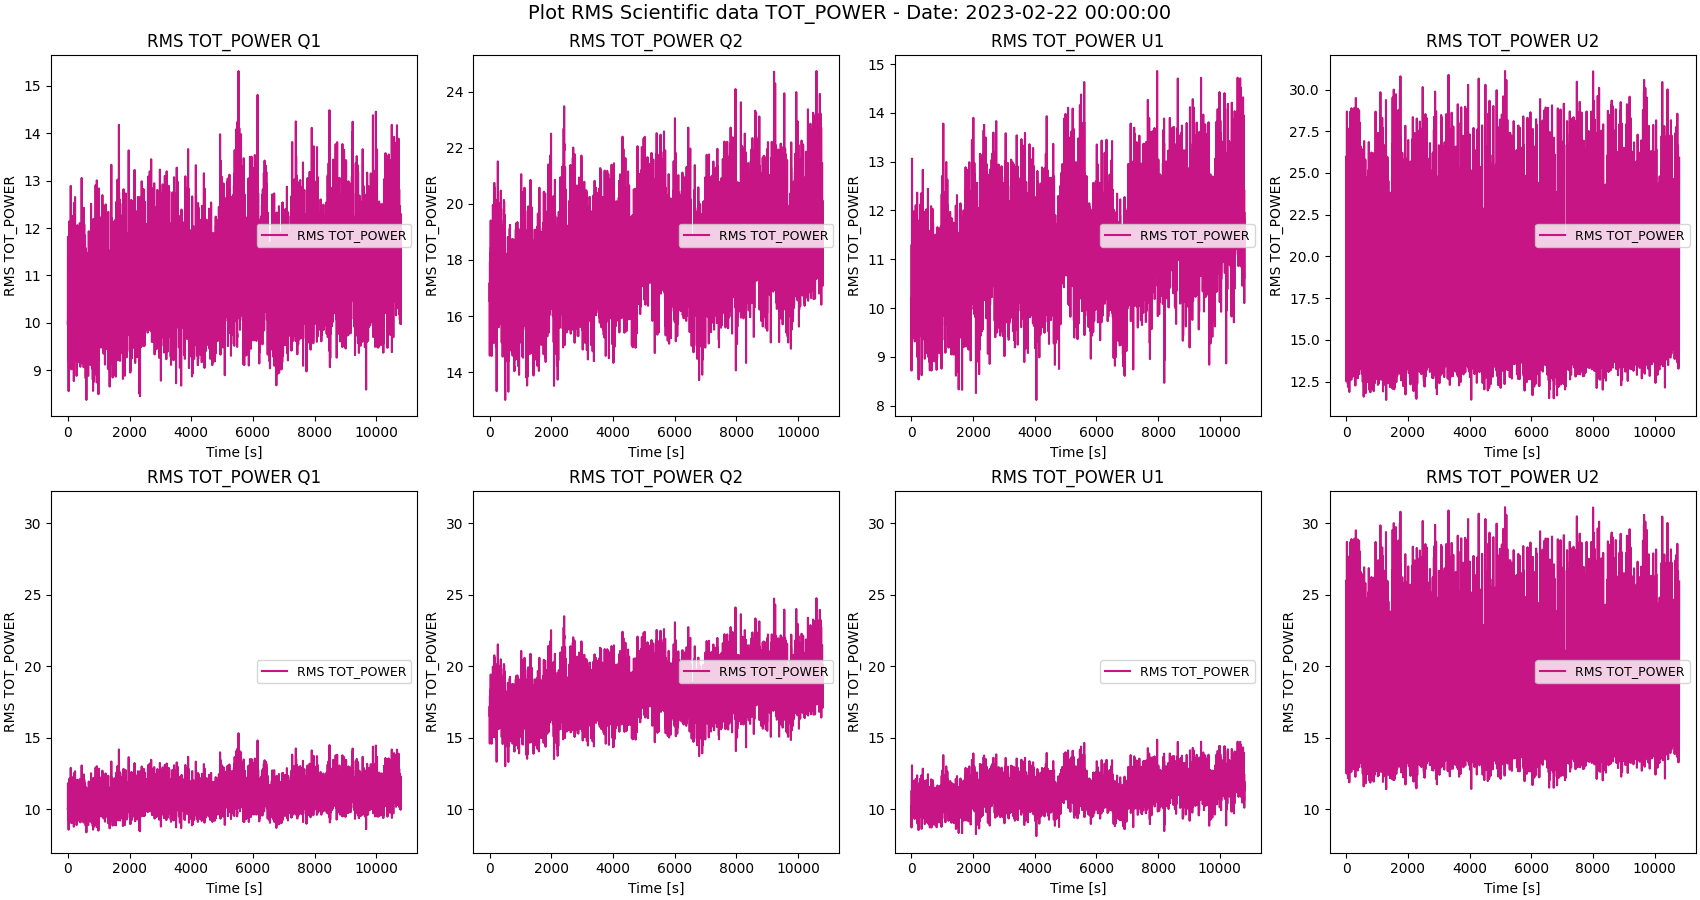 Plot RMS Scientific data TOT_POWER - Date: 2023-02-22 00:00:00
RMS TOT_POWER Q1
RMS TOT_POWER
15
14
13
12
11
10
9
RMS TOT_POWER
0 2000 4000 6000 8000 10000
Time [s]
RMS TOT_POWER Q2
RMS TOT_POWER
24
22
20
18
16
14
RMS TOT_POWER
0 2000 4000 6000 8000 10000
Time [s]
RMS TOT_POWER U1
RMS TOT_POWER
15
14
13
12
11
10
9
8
RMS TOT_POWER
0 2000 4000 6000 8000 10000
Time [s]
RMS TOT_POWER U2
RMS TOT_POWER
30.0
27.5
25.0
22.5
20.0
17.5
15.0
12.5
RMS TOT_POWER
0 2000 4000 6000 8000 10000
Time [s]
RMS TOT_POWER Q1
RMS TOT_POWER
30
25
20
15
10
RMS TOT_POWER
0 2000 4000 6000 8000 10000
Time [s]
RMS TOT_POWER Q2
RMS TOT_POWER
30
25
20
15
10
RMS TOT_POWER
0 2000 4000 6000 8000 10000
Time [s]
RMS TOT_POWER U1
RMS TOT_POWER
30
25
20
15
10
RMS TOT_POWER
0 2000 4000 6000 8000 10000
Time [s]
RMS TOT_POWER U2
RMS TOT_POWER
30
25
20
15
10
RMS TOT_POWER
0 2000 4000 6000 8000 10000
Time [s]